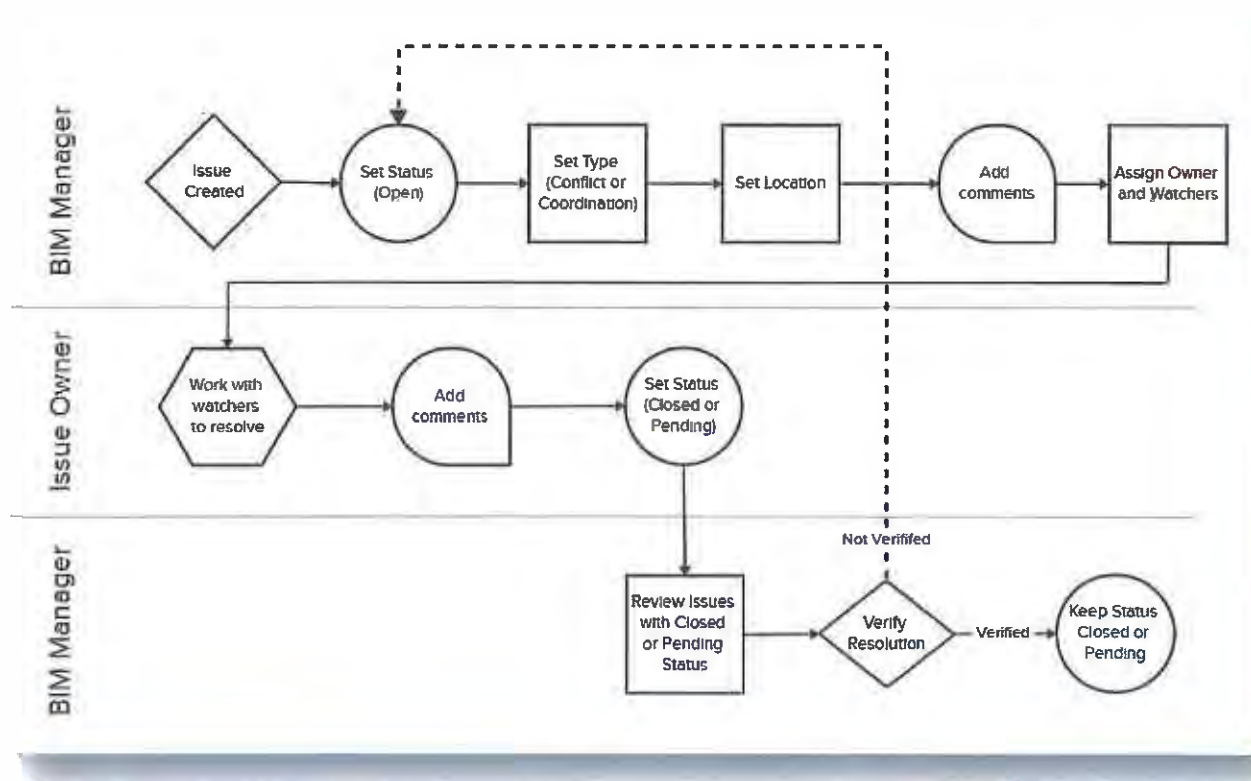 BIM Manager
Issue
Created
Set Status
(Open)
Set Type
(Conflict or
Coordination)
Set Location
Add
comments
Assign Owner
and Watchers
Issue Owner
Work with
watchers
to resolve
Add
comments
Set Status
(Closed or
Pending)
BIM Manager
Review Issues
with Closed
or Pending
Status
Not Verififed
Verify
Resolution
Verified
Keep Status
Closed or
Pending